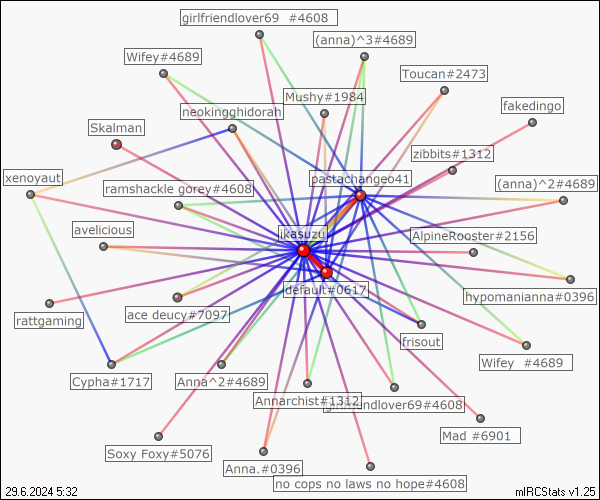 girlfriendlover69 #4608
(anna)^3#4689
Wifey#4689
Toucan#2473
Mushy#1984
fakedingo
neokingghidorah
Skalman
zibbits#1312
xenoyaut
pastachangeo41
ramshackle gorey#4608
(anna)^2#4689
avelicious
ikasuzu
AlpineRooster#2156
default#0617
hypomanianna#0396
rattgaming
ace deucy#7097
frisout
Wifey #4689
Cypha#1717
Anna^2#4689
Annarchist#1312
girlfriendlover69#4608
Mad #6901
Soxy Foxy#5076
Anna.#0396
no cops no laws no hope#4608
29.6.2024 5:32
mIRCStats v1.25